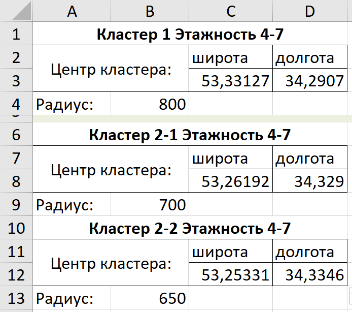 A B C D
1 Кластер 1 Этажность 4-7
2 Центр кластера: широта долгота
3 53,33127 34,2907
4 Радиус: 800
6 Кластер 2-1 Этажность 4-7
7 Центр кластера: широта долгота
8 53,26192 34,329
9 Радиус: 700
10 Кластер 2-2 Этажность 4-7
11 Центр кластера: широта долгота
12 53,25331 34,3346
13 Радиус: 650